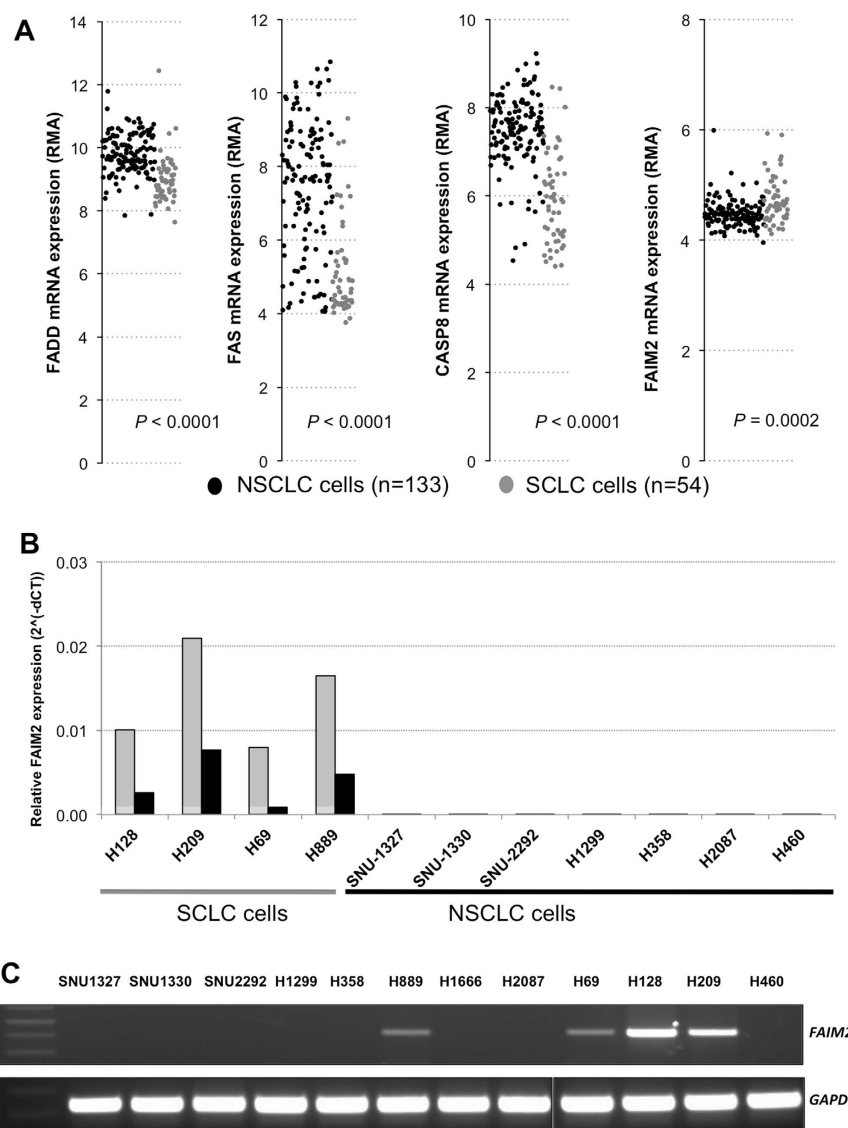 A
FADD mRNA expression (RMA)
14
12
10
8
6
4
2
0
P < 0.0001
FAS mRNA expression (RMA)
12
10
8
6
4
2
0
P < 0.0001
CASP8 mRNA expression (RMA)
10
8
6
4
2
0
P < 0.0001
FAIM2 mRNA expression (RMA)
8
6
4
2
0
P = 0.0002
NSCLC cells (n=133)
SCLC cells (n=54)
B
Relative FAIM2 expression (2^(-dCT))
0.03
0.02
0.01
0.00
H128
H209
H69
H889
SNU-1327
SNU-1330
SNU-2292
H1299
H358
H2087
H460
SCLC cells
NSCLC cells
C
SNU1327 SNU1330 SNU2292 H1299 H358 H889 H1666 H2087 H69 H128 H209 H460
FAIM2
GAPD